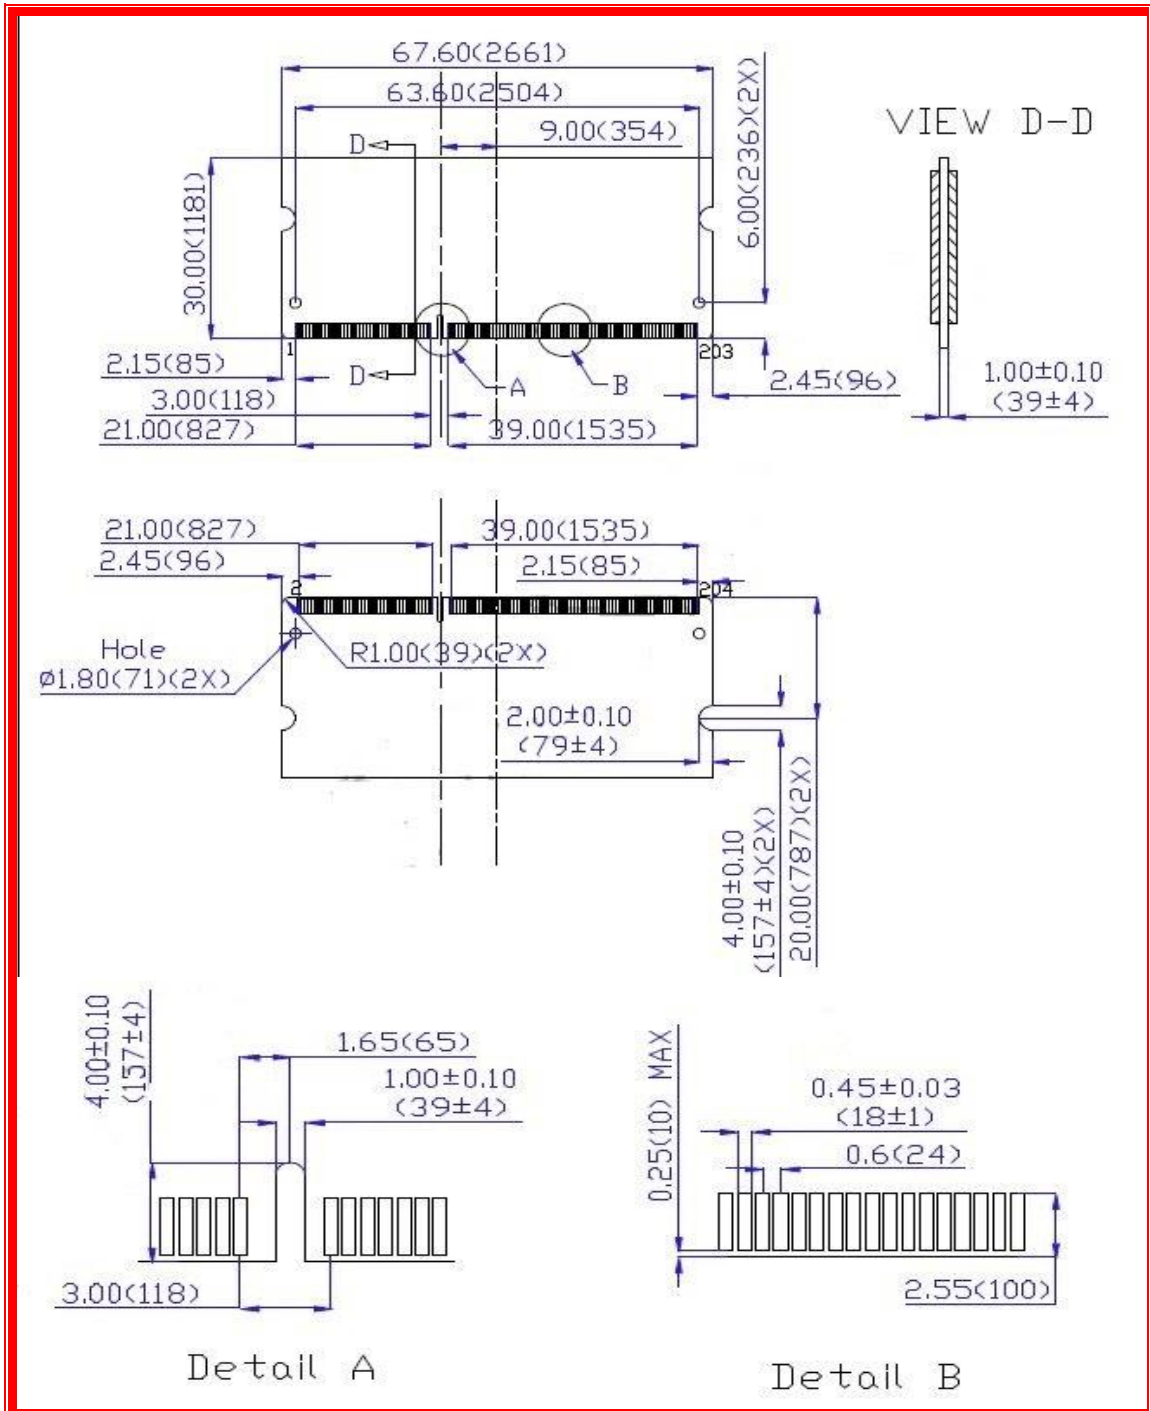 67.60(2661)
63.60(2504)
9.00(354)
6.00(236)(2X)
VIEW D-D
D
30.00(1181)
1
203
2.15(85)
D
A
B
2.45(96)
1.00±0.10
(39±4)
3.00(118)
21.00(827)
39.00(1535)
21.00(827)
39.00(1535)
2.45(96)
2.15(85)
2
204
Hole
Ø1.80(71)(2X)
R1.00(39)(2X)
2.00±0.10
(79±4)
4.00±0.10
(157±4)(2X)
20.00(787)(2X)
4.00±0.10
(157±4)
1.65(65)
1.00±0.10
(39±4)
3.00(118)
Detail A
0.25(10) MAX
0.45±0.03
(18±1)
0.6(24)
2.55(100)
Detail B